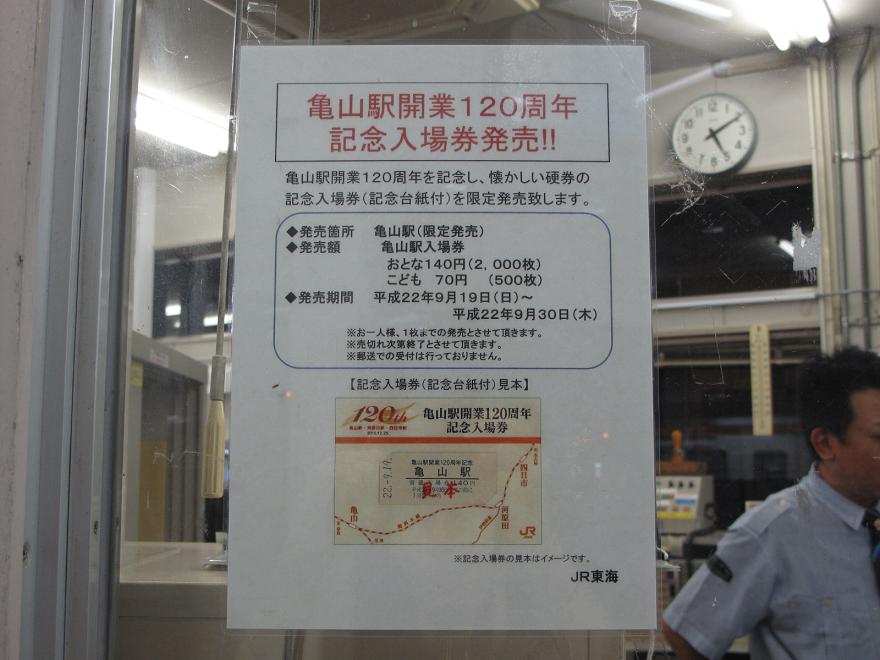 亀山駅開業120周年
記念入場券発売!!
亀山駅開業120周年を記念し、懐かしい硬券の
記念入場券(記念台紙付)を限定発売致します。
◆発売箇所 亀山駅(限定発売)
◆発売額 亀山駅入場券
おとな140円(2,000枚)
こども 70円 (500枚)
◆発売期間 平成22年9月19日(日)～
平成22年9月30日(木)
※お一人様、1枚までの発売とさせて頂きます。
※売切れ次第終了とさせて頂きます。
※郵送での受付は行っておりません。
【記念入場券(記念台紙付)見本】
120th
亀山駅開業120周年
記念入場券
亀山駅開業120周年記念
亀山駅
見本
四日市
河原田
亀山
JR
※記念入場券の見本はイメージです。
JR東海